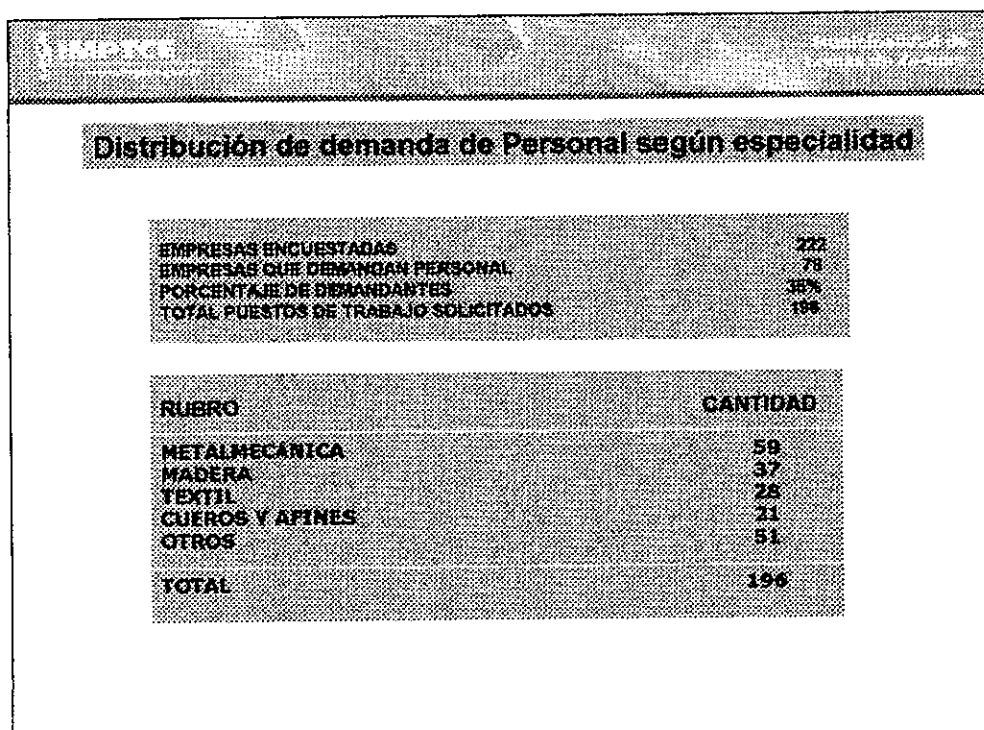 IMPYCE
Distribución de demanda de Personal según especialidad
EMPRESAS ENCUESTADAS 222
EMPRESAS QUE DEMANDAN PERSONAL 78
PORCENTAJE DE DEMANDANTES
TOTAL PUESTOS DE TRABAJO SOLICITADOS 196
RUBRO CANTIDAD
METALMECÁNICA 59
MADERA 37
TEXTIL 28
CUEROS Y AFINES 21
OTROS 51
TOTAL 196